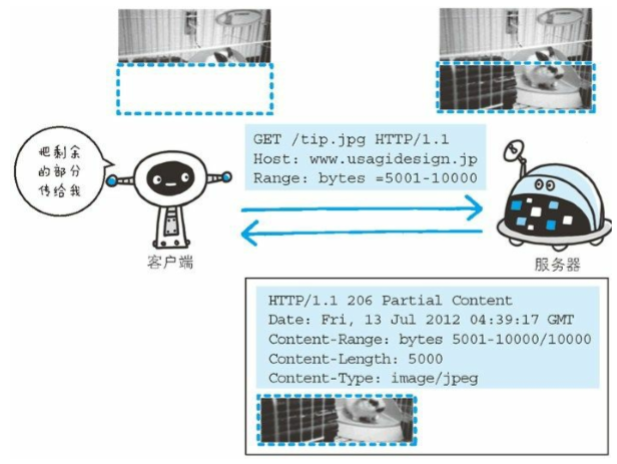 把剩余
的部分
传给我
GET /tip.jpg HTTP/1.1
Host: www.usagidesign.jp
Range: bytes =5001-10000
客户端
服务器
HTTP/1.1 206 Partial Content
Date: Fri, 13 Jul 2012 04:39:17 GMT
Content-Range: bytes 5001-10000/10000
Content-Length: 5000
Content-Type: image/jpeg